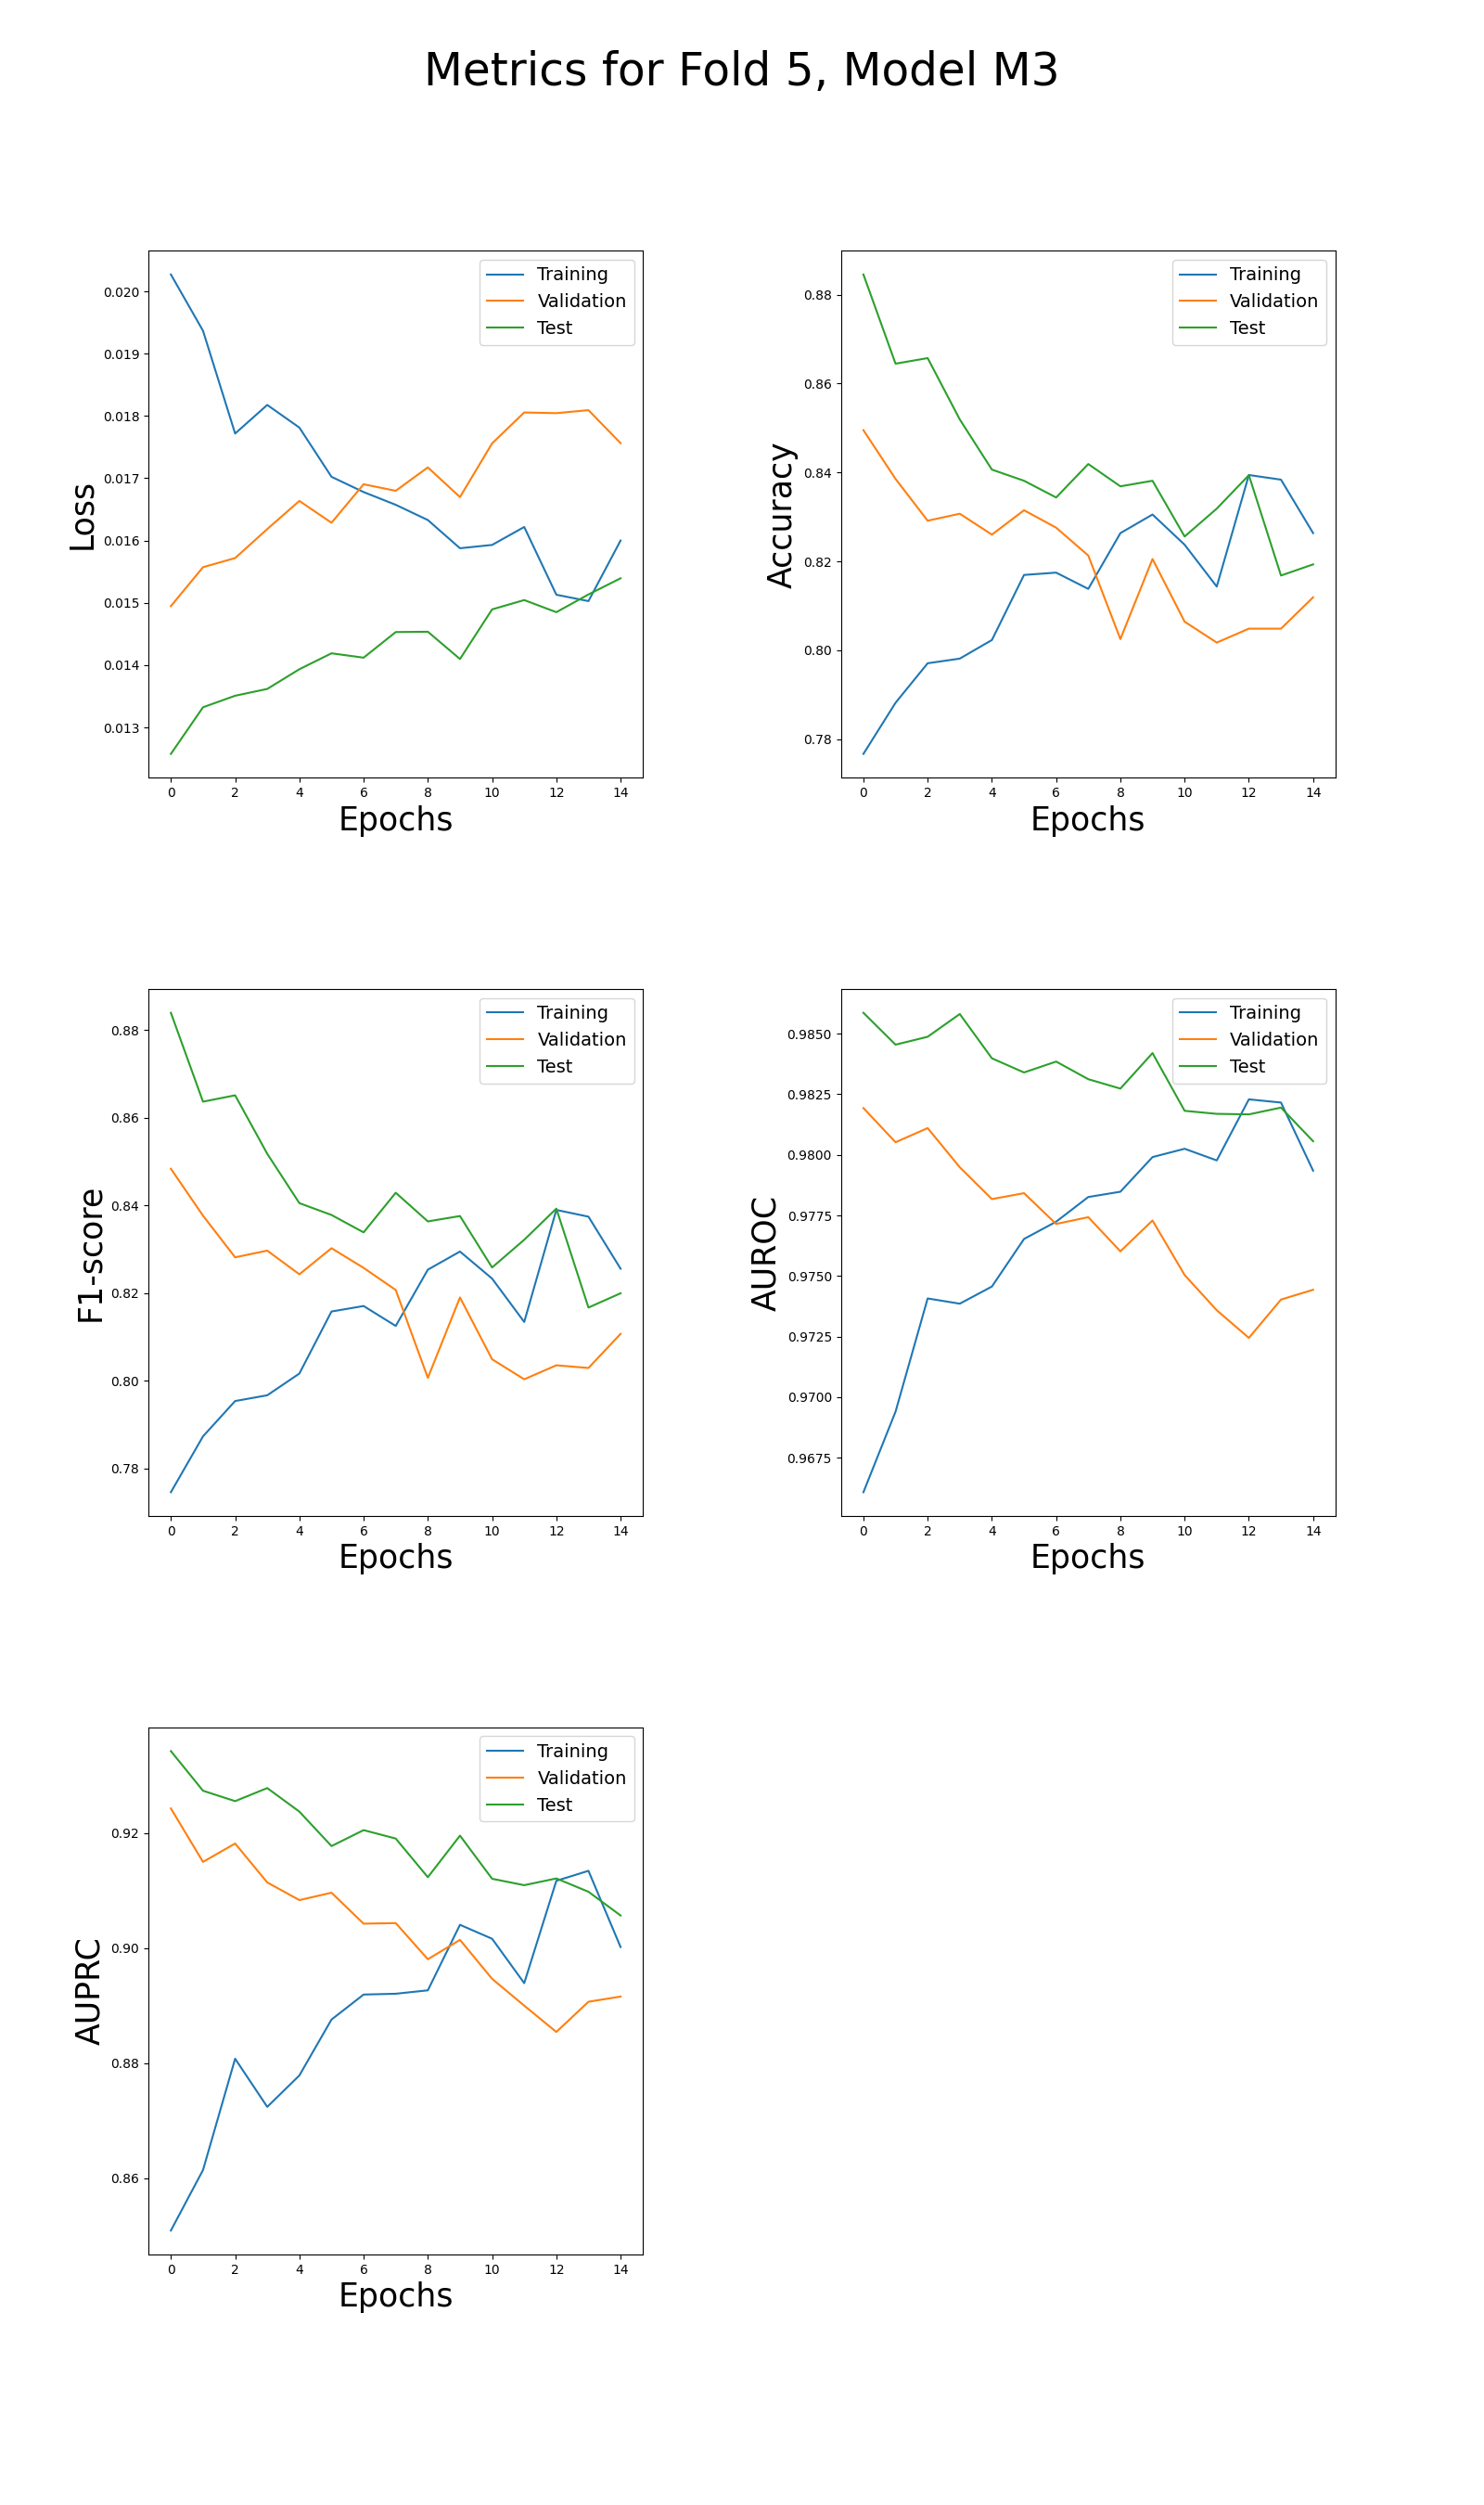 Metrics for Fold 5, Model M3
Loss
0.020
0.019
0.018
0.017
0.016
0.015
0.014
0.013
Training
Validation
Test
0 2 4 6 8 10 12 14
Epochs
Accuracy
0.88
0.86
0.84
0.82
0.80
0.78
Training
Validation
Test
0 2 4 6 8 10 12 14
Epochs
F1-score
0.88
0.86
0.84
0.82
0.80
0.78
Training
Validation
Test
0 2 4 6 8 10 12 14
Epochs
AUROC
0.9850
0.9825
0.9800
0.9775
0.9750
0.9725
0.9700
0.9675
Training
Validation
Test
0 2 4 6 8 10 12 14
Epochs
AUPRC
0.92
0.90
0.88
0.86
Training
Validation
Test
0 2 4 6 8 10 12 14
Epochs